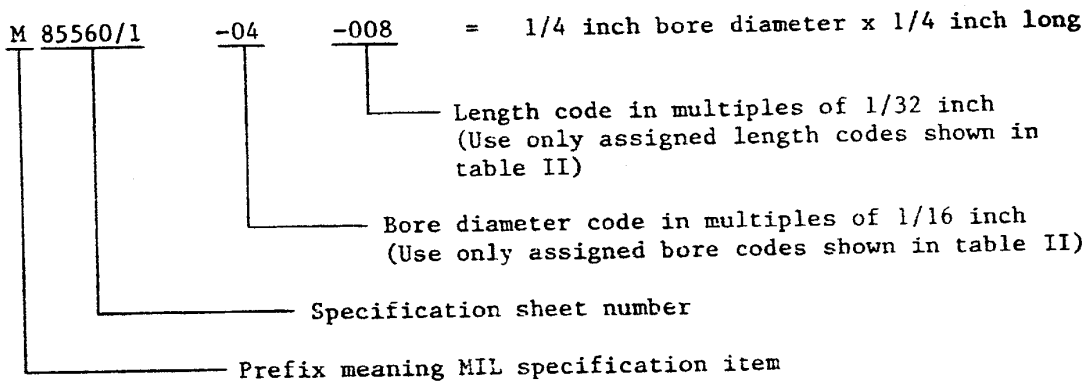 M 85560/1 -04 -008 = 1/4 inch bore diameter x 1/4 inch long
Length code in multiples of 1/32 inch
(Use only assigned length codes shown in
table II)
Bore diameter code in multiples of 1/16 inch
(Use only assigned bore codes shown in table II)
Specification sheet number
Prefix meaning MIL specification item